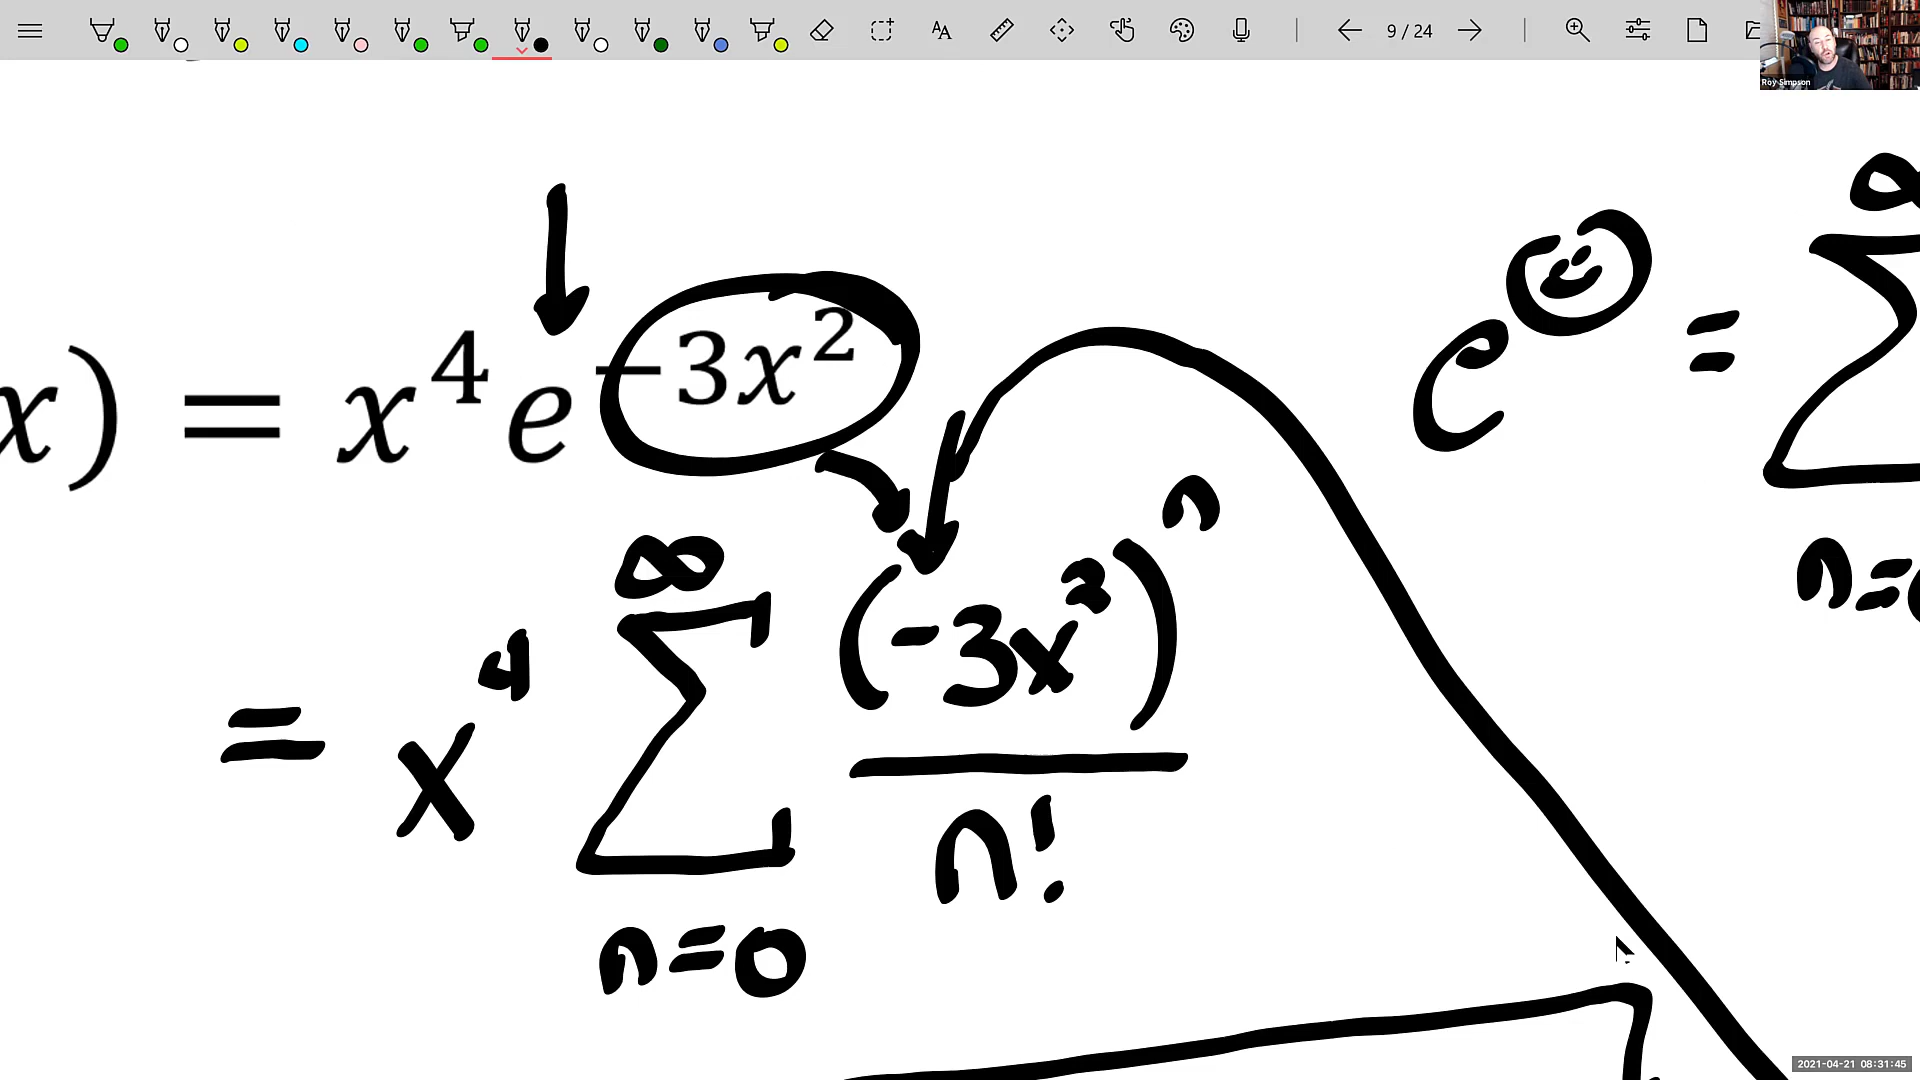 9 / 24
Roy Simpson
x) = x⁴e⁻³ˣ²
e☺ = ∑
n=
= x⁴ ∑ (-3x²)ⁿ
∞
n!
n=0
2021-04-21 08:31:45